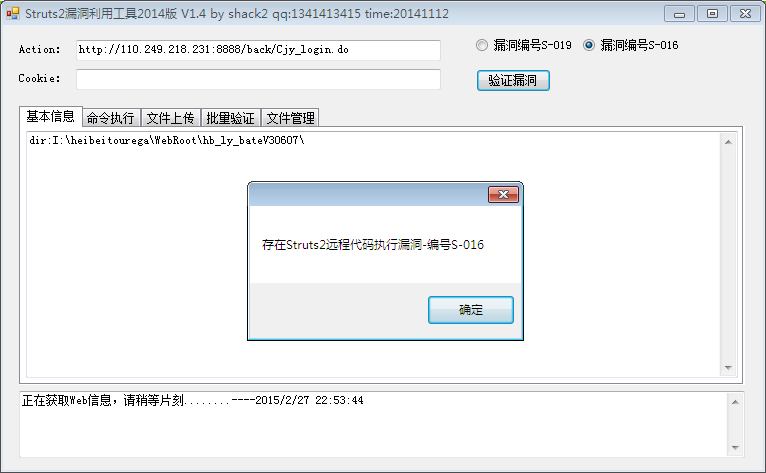 Struts2漏洞利用工具2014版 V1.4 by shack2 qq:1341413415 time:20141112
Action: http://110.249.218.231:8888/back/Cjy_login.do 漏洞编号S-019 漏洞编号S-016
Cookie: 验证漏洞
基本信息 命令执行 文件上传 批量验证 文件管理
dir:I:\heibeitourega\WebRoot\hb_ly_bateV30607\
存在Struts2远程代码执行漏洞-编号S-016
确定
正在获取Web信息，请稍等片刻........----2015/2/27 22:53:44